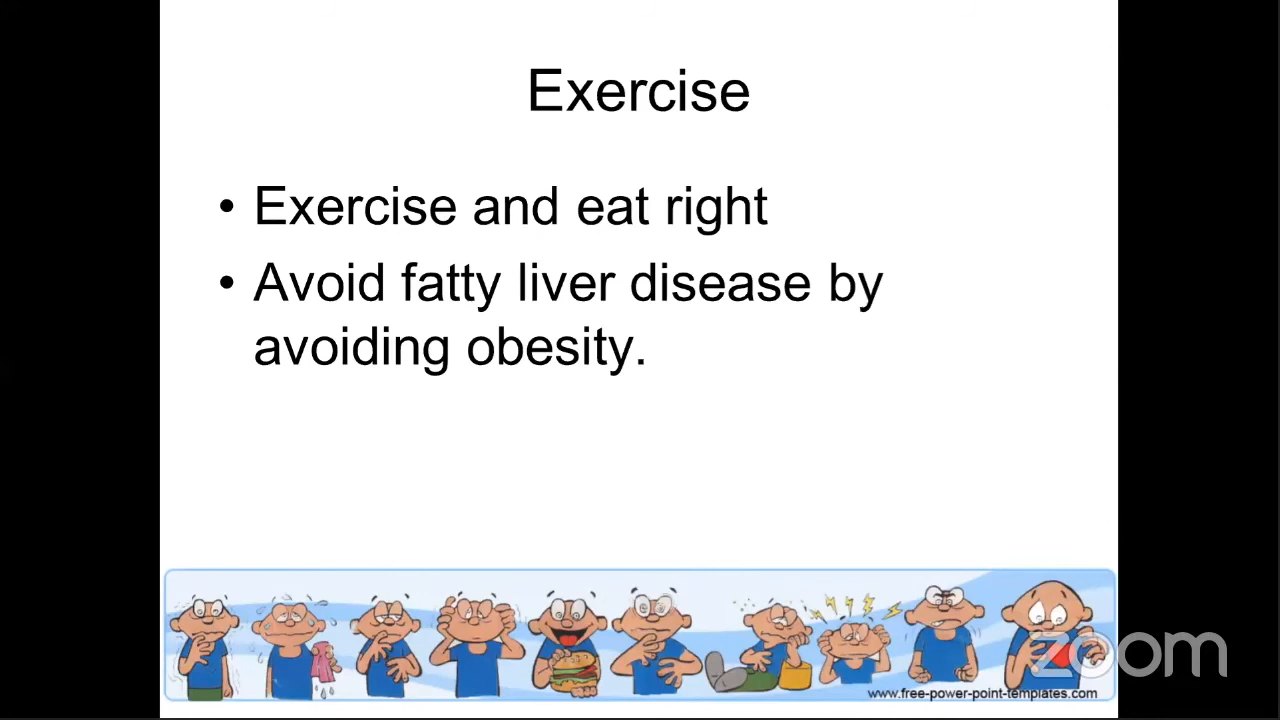 Exercise
• Exercise and eat right
• Avoid fatty liver disease by
avoiding obesity.
zoom
www.free-power-point-templates.com